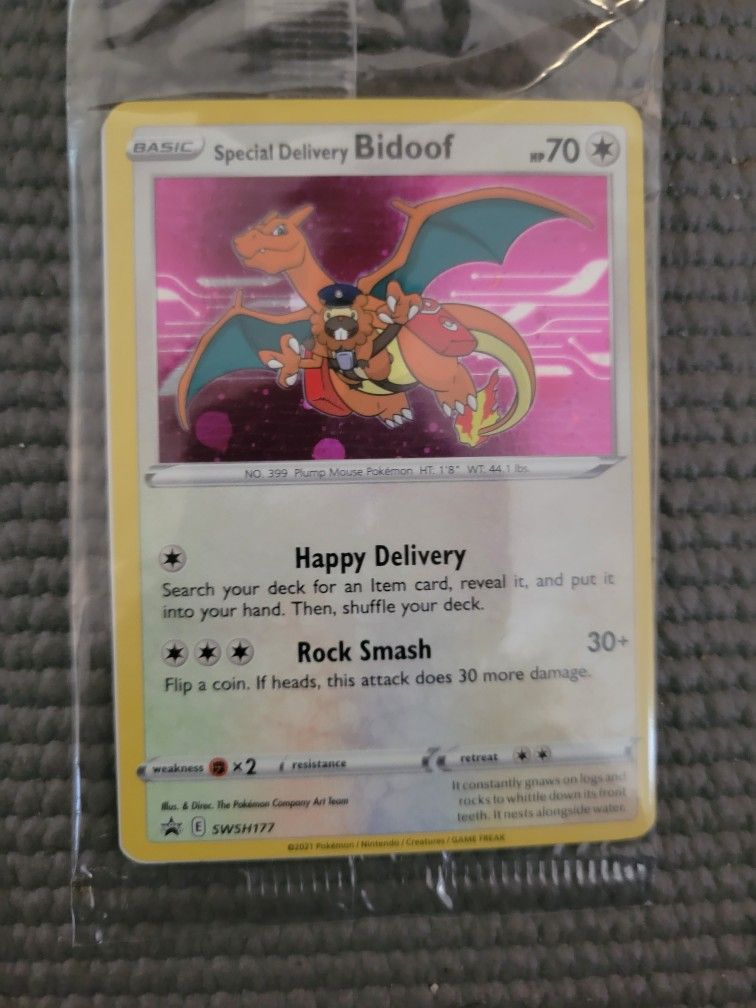 BASIC Special Delivery Bidoof HP 70
NO. 399 Plump Mouse Pokémon HT: 1'8" WT: 44.1 lbs.
Happy Delivery
Search your deck for an Item card, reveal it, and put it
into your hand. Then, shuffle your deck.
Rock Smash 30+
Flip a coin. If heads, this attack does 30 more damage.
weakness ×2 resistance retreat
It constantly gnaws on logs and
rocks to whittle down its front
teeth. It nests alongside water.
Illus. & Direc. The Pokémon Company Art Team
E SWSH177
©2021 Pokémon / Nintendo / Creatures / GAME FREAK